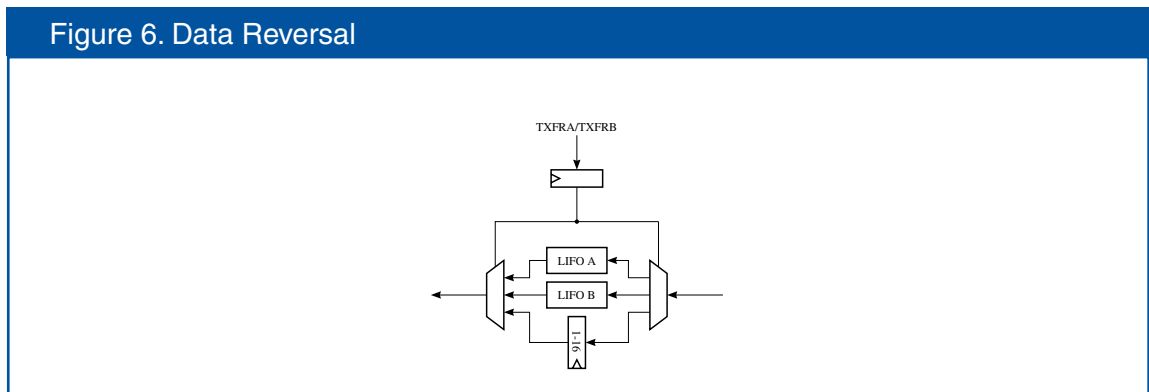 Figure 6. Data Reversal
TXFRA/TXFRB
LIFO A
LIFO B
1-16